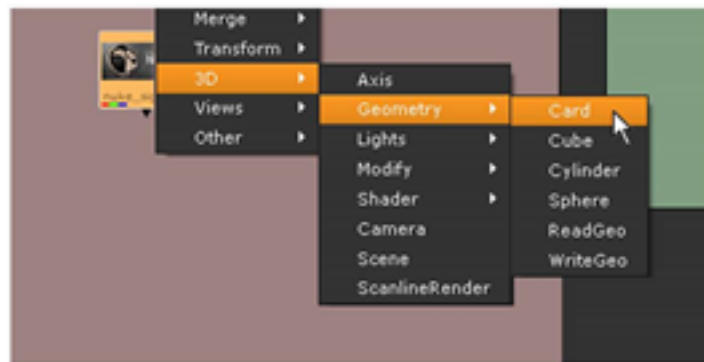 Merge
Transform
3D
Views
Other
Axis
Geometry
Lights
Modify
Shader
Camera
Scene
ScanlineRender
Card
Cube
Cylinder
Sphere
ReadGeo
WriteGeo